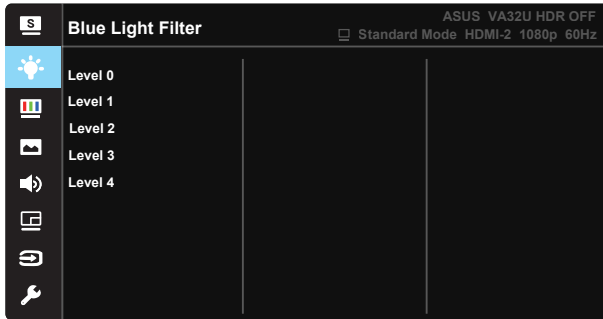 S
Blue Light Filter
ASUS VA32U HDR OFF
Standard Mode HDMI-2 1080p 60Hz
Level 0
Level 1
Level 2
Level 3
Level 4